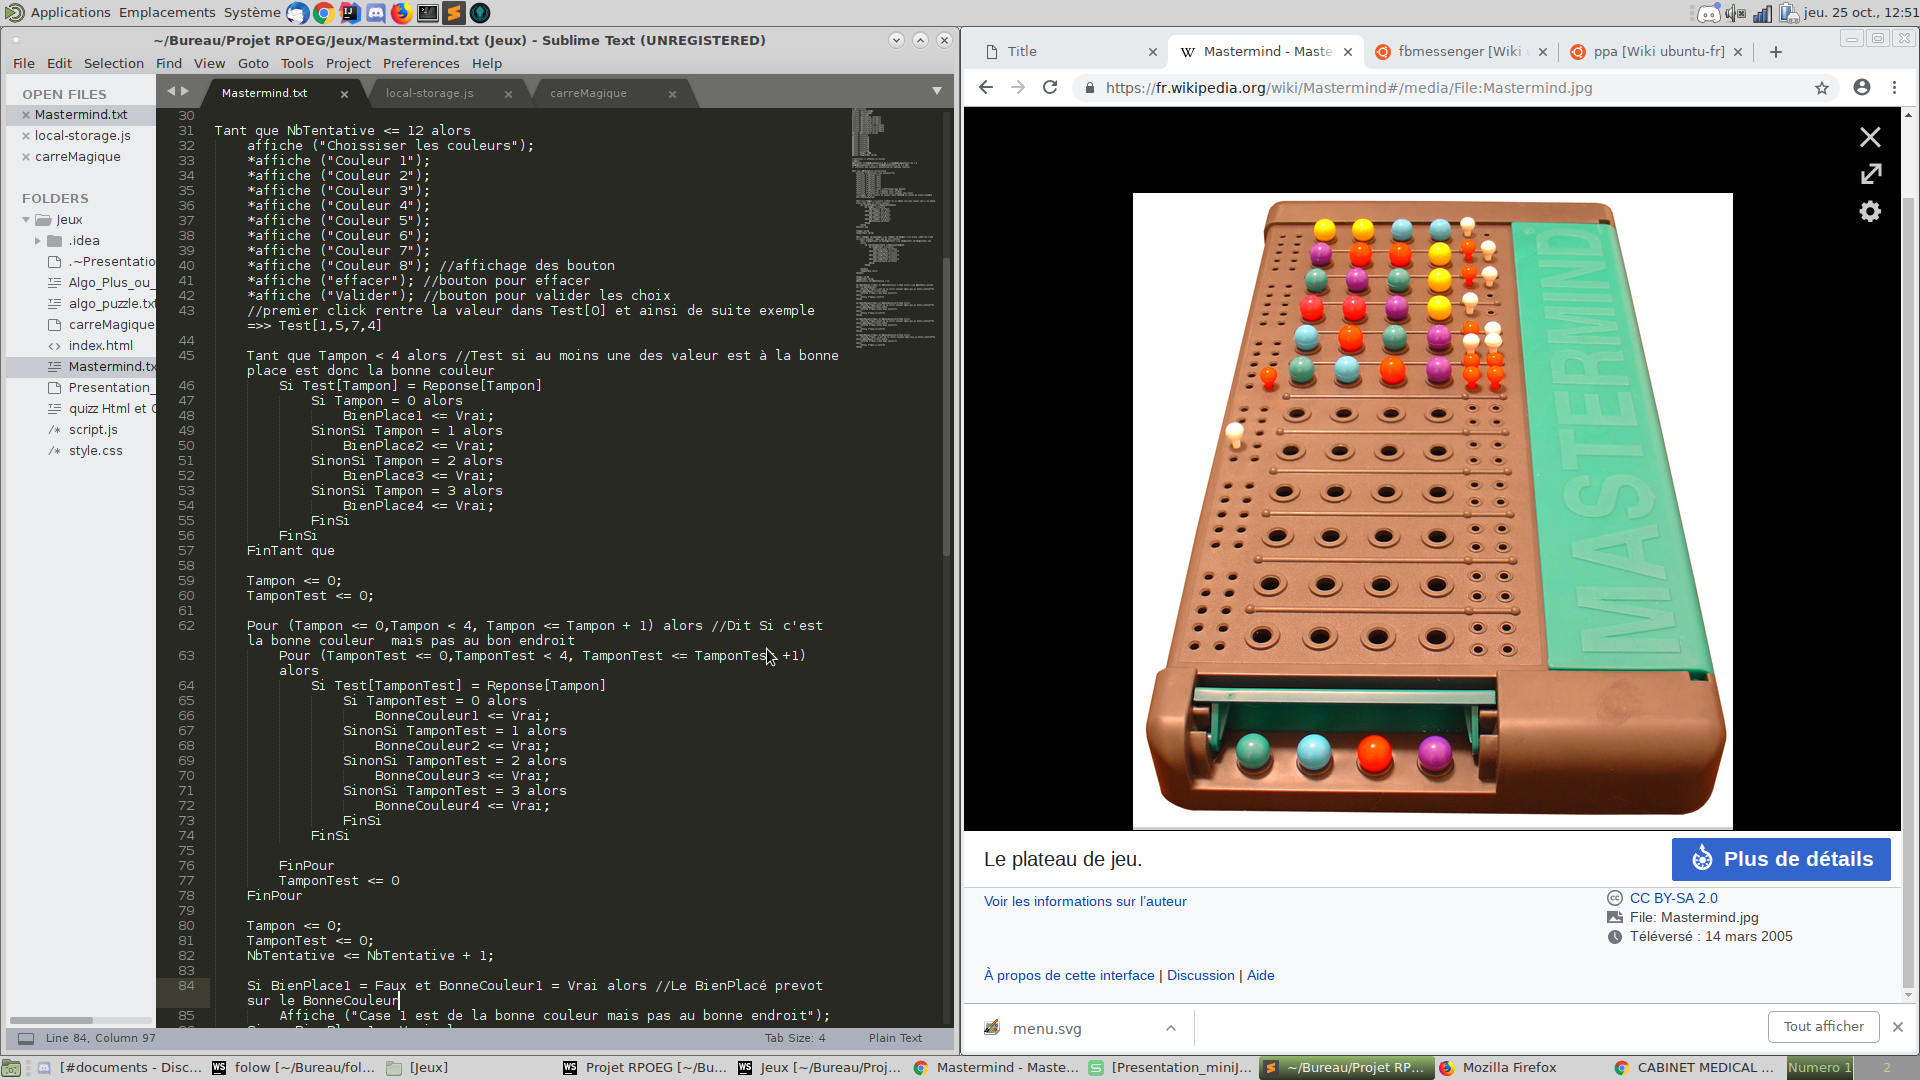 Applications Emplacements Système
jeu. 25 oct., 12:51
~/Bureau/Projet RPOEG/Jeux/Mastermind.txt (Jeux) - Sublime Text (UNREGISTERED)
File Edit Selection Find View Goto Tools Project Preferences Help
OPEN FILES
Mastermind.txt
local-storage.js
carreMagique
FOLDERS
Jeux
.idea
.~Presentatio
Algo_Plus_ou_
algo_puzzle.txt
carreMagique
index.html
Mastermind.tx
Presentation_
quizz Html et C
script.js
style.css
Mastermind.txt
local-storage.js
carreMagique
30
31 Tant que NbTentative <= 12 alors
32 affiche ("Choissiser les couleurs");
33 *affiche ("Couleur 1");
34 *affiche ("Couleur 2");
35 *affiche ("Couleur 3");
36 *affiche ("Couleur 4");
37 *affiche ("Couleur 5");
38 *affiche ("Couleur 6");
39 *affiche ("Couleur 7");
40 *affiche ("Couleur 8"); //affichage des bouton
41 *affiche ("effacer"); //bouton pour effacer
42 *affiche ("Valider"); //bouton pour valider les choix
43 //premier click rentre la valeur dans Test[0] et ainsi de suite exemple
=>> Test[1,5,7,4]
44
45 Tant que Tampon < 4 alors //Test si au moins une des valeur est à la bonne
place est donc la bonne couleur
46 Si Test[Tampon] = Reponse[Tampon]
47 Si Tampon = 0 alors
48 BienPlace1 <= Vrai;
49 SinonSi Tampon = 1 alors
50 BienPlace2 <= Vrai;
51 SinonSi Tampon = 2 alors
52 BienPlace3 <= Vrai;
53 SinonSi Tampon = 3 alors
54 BienPlace4 <= Vrai;
55 FinSi
56 FinSi
57 FinTant que
58
59 Tampon <= 0;
60 TamponTest <= 0;
61
62 Pour (Tampon <= 0,Tampon < 4, Tampon <= Tampon + 1) alors //Dit Si c'est
la bonne couleur  mais pas au bon endroit
63 Pour (TamponTest <= 0,TamponTest < 4, TamponTest <= TamponTest +1)
alors
64 Si Test[TamponTest] = Reponse[Tampon]
65 Si TamponTest = 0 alors
66 BonneCouleur1 <= Vrai;
67 SinonSi TamponTest = 1 alors
68 BonneCouleur2 <= Vrai;
69 SinonSi TamponTest = 2 alors
70 BonneCouleur3 <= Vrai;
71 SinonSi TamponTest = 3 alors
72 BonneCouleur4 <= Vrai;
73 FinSi
74 FinSi
75
76 FinPour
77 TamponTest <= 0
78 FinPour
79
80 Tampon <= 0;
81 TamponTest <= 0;
82 NbTentative <= NbTentative + 1;
83
84 Si BienPlace1 = Faux et BonneCouleur1 = Vrai alors //Le BienPlacé prevot
sur le BonneCouleur
85 Affiche ("Case 1 est de la bonne couleur mais pas au bon endroit");
Line 84, Column 97
Tab Size: 4
Plain Text
Title
Mastermind - Maste
fbmessenger [Wiki
ppa [Wiki ubuntu-fr]
https://fr.wikipedia.org/wiki/Mastermind#/media/File:Mastermind.jpg
MASTERMIND
Le plateau de jeu.
Plus de détails
Voir les informations sur l'auteur
CC BY-SA 2.0
File: Mastermind.jpg
Téléversé : 14 mars 2005
À propos de cette interface | Discussion | Aide
menu.svg
Tout afficher
[#documents - Disc...
folow [~/Bureau/fol...
[Jeux]
Projet RPOEG [~/Bu...
Jeux [~/Bureau/Proj...
Mastermind - Maste...
[Presentation_miniJ...
~/Bureau/Projet RP...
Mozilla Firefox
CABINET MEDICAL ...
Numero 1
2